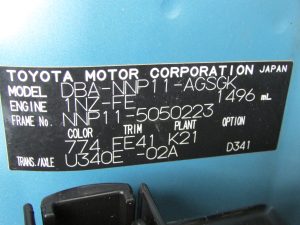 TOYOTA MOTOR CORPORATION JAPAN
MODEL DBA-NNP11-AGSGK
ENGINE 1NZ-FE 1496 mL
FRAME No. NNP11-5050223
COLOR TRIM PLANT OPTION
774 EE41 K21
TRANS./AXLE U340E -02A D341